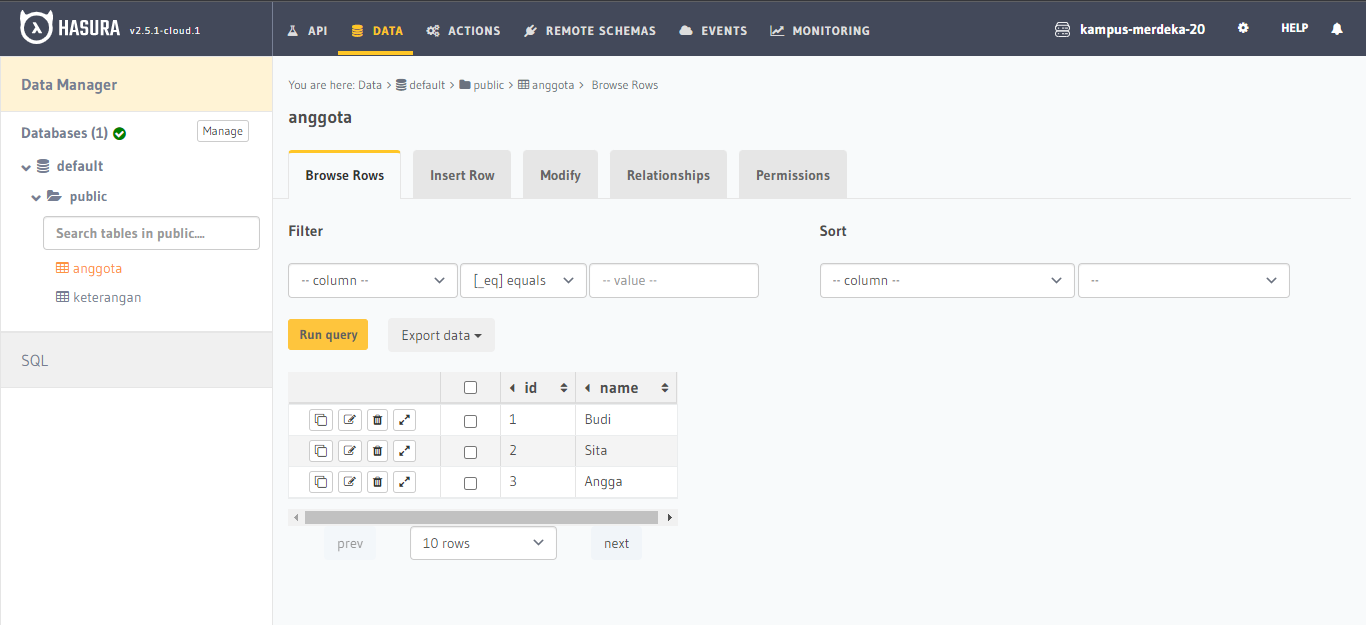 HASURA v2.5.1-cloud.1 API DATA ACTIONS REMOTE SCHEMAS EVENTS MONITORING kampus-merdeka-20 HELP
Data Manager
Databases (1) Manage
default
public
Search tables in public....
anggota
keterangan
SQL
You are here: Data > default > public > anggota > Browse Rows
anggota
Browse Rows Insert Row Modify Relationships Permissions
Filter Sort
-- column -- [_eq] equals -- value -- -- column -- --
Run query Export data
id name
1 Budi
2 Sita
3 Angga
prev 10 rows next